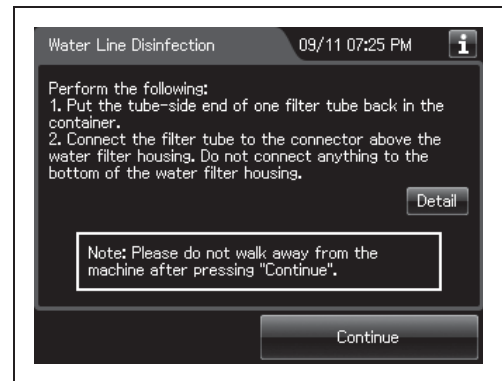 Water Line Disinfection
09/11 07:25 PM
i
Perform the following:
1. Put the tube-side end of one filter tube back in the
container.
2. Connect the filter tube to the connector above the
water filter housing. Do not connect anything to the
bottom of the water filter housing.
Detail
Note: Please do not walk away from the
machine after pressing "Continue".
Continue